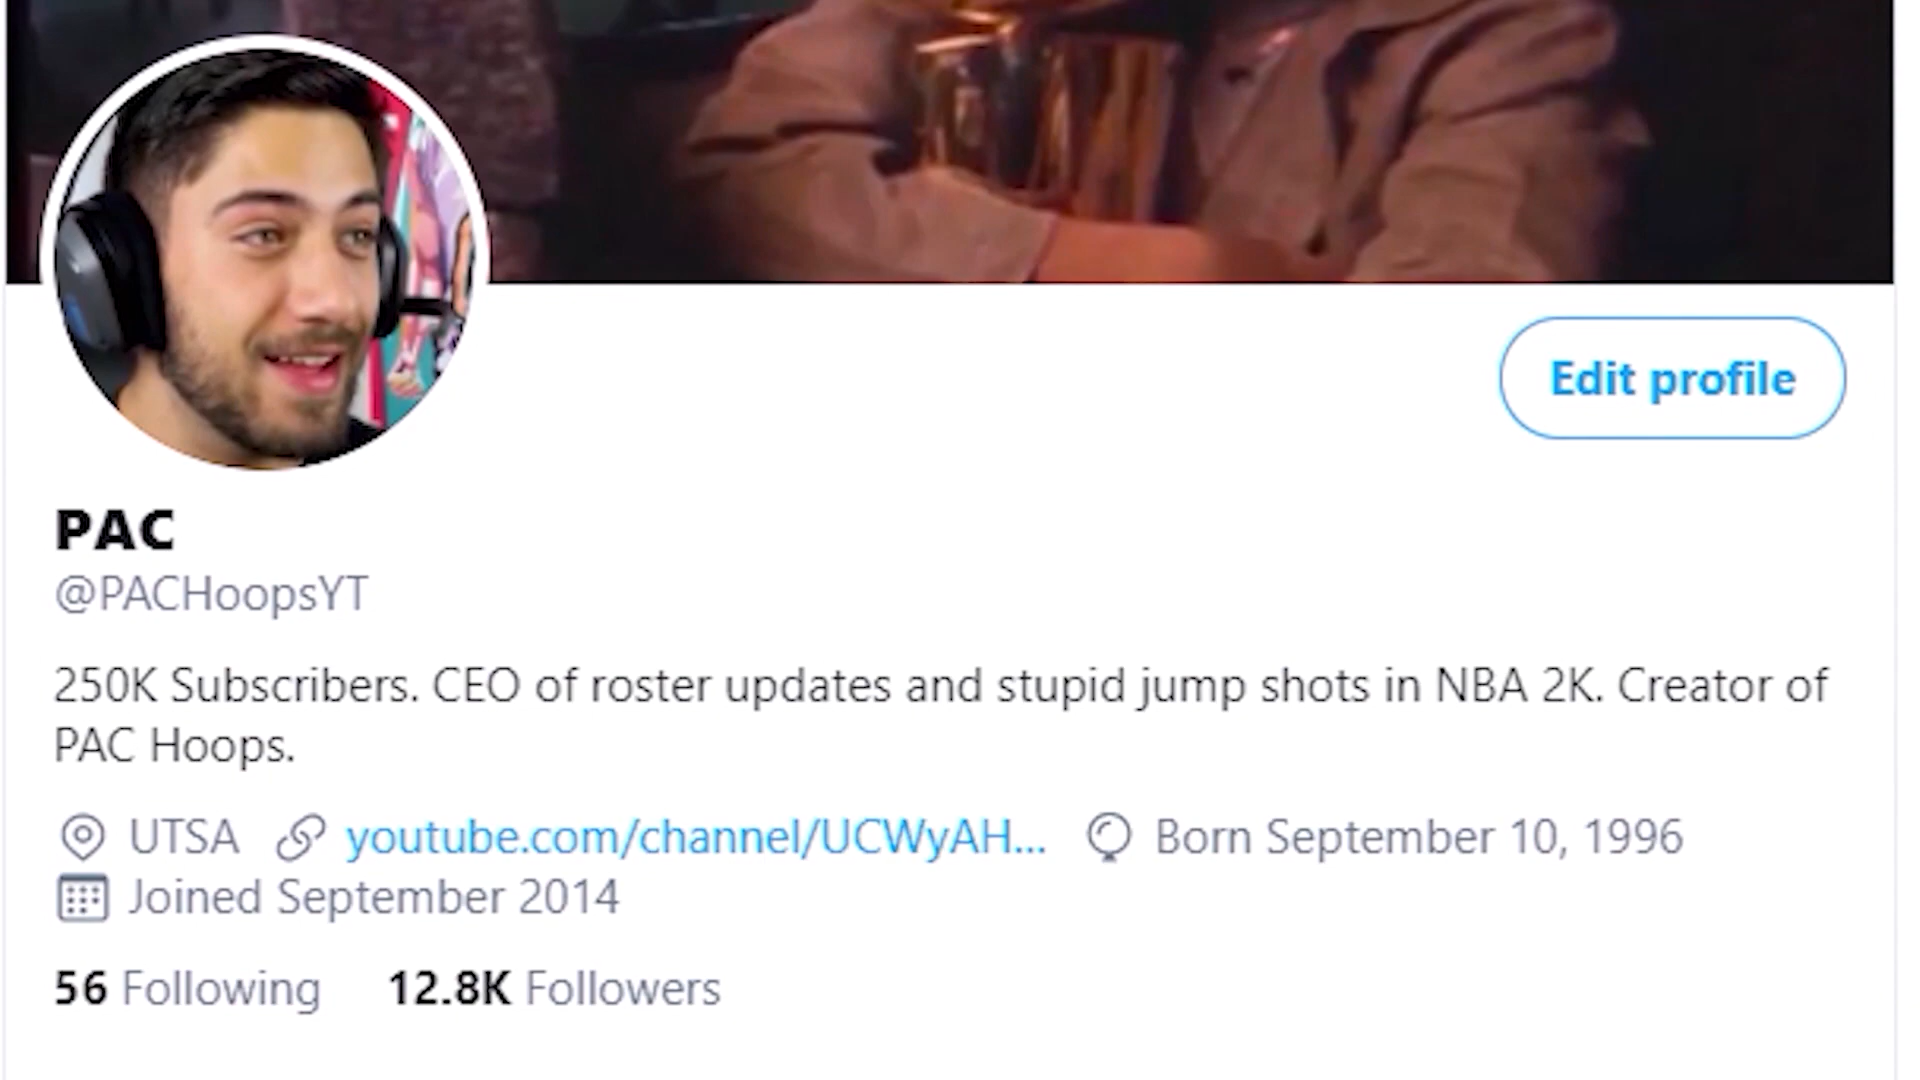 Edit profile
PAC
@PACHoopsYT
250K Subscribers. CEO of roster updates and stupid jump shots in NBA 2K. Creator of
PAC Hoops.
UTSA youtube.com/channel/UCWyAH... Born September 10, 1996
Joined September 2014
56 Following 12.8K Followers